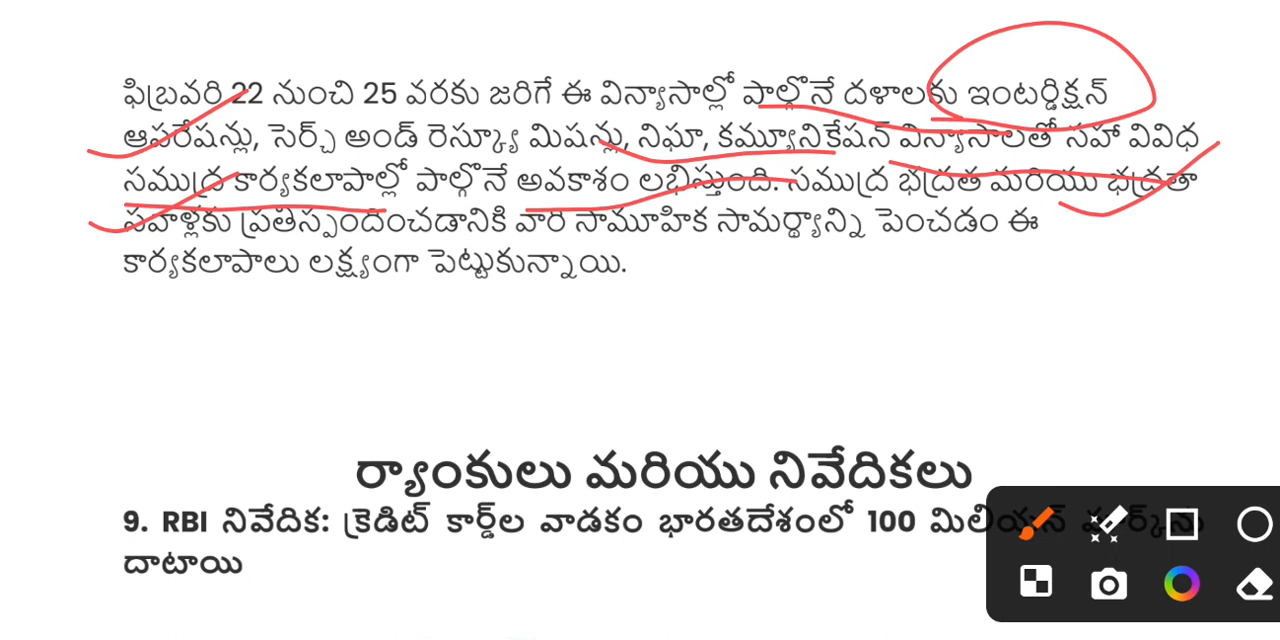 ఫిబ్రవరి 22 నుంచి 25 వరకు జరిగే ఈ విన్యాసాల్లో పాల్గొనే దళాలకు ఇంటర్డిక్షన్
ఆపరేషన్లు, సెర్చ్ అండ్ రెస్క్యూ మిషన్లు, నిఘా, కమ్యూనికేషన్ విన్యాసాలతో సహా వివిధ
సముద్ర కార్యకలాపాల్లో పాల్గొనే అవకాశం లభిస్తుంది. సముద్ర భద్రత మరియు భద్రతా
సవాళ్లకు ప్రతిస్పందించడానికి వారి సామూహిక సామర్థ్యాన్ని పెంచడం ఈ
కార్యకలాపాలు లక్ష్యంగా పెట్టుకున్నాయి.
ర్యాంకులు మరియు నివేదికలు
9. RBI నివేదిక: క్రెడిట్ కార్డ్‌ల వాడకం భారతదేశంలో 100 మిలియన్ మార్క్‌ను
దాటాయి